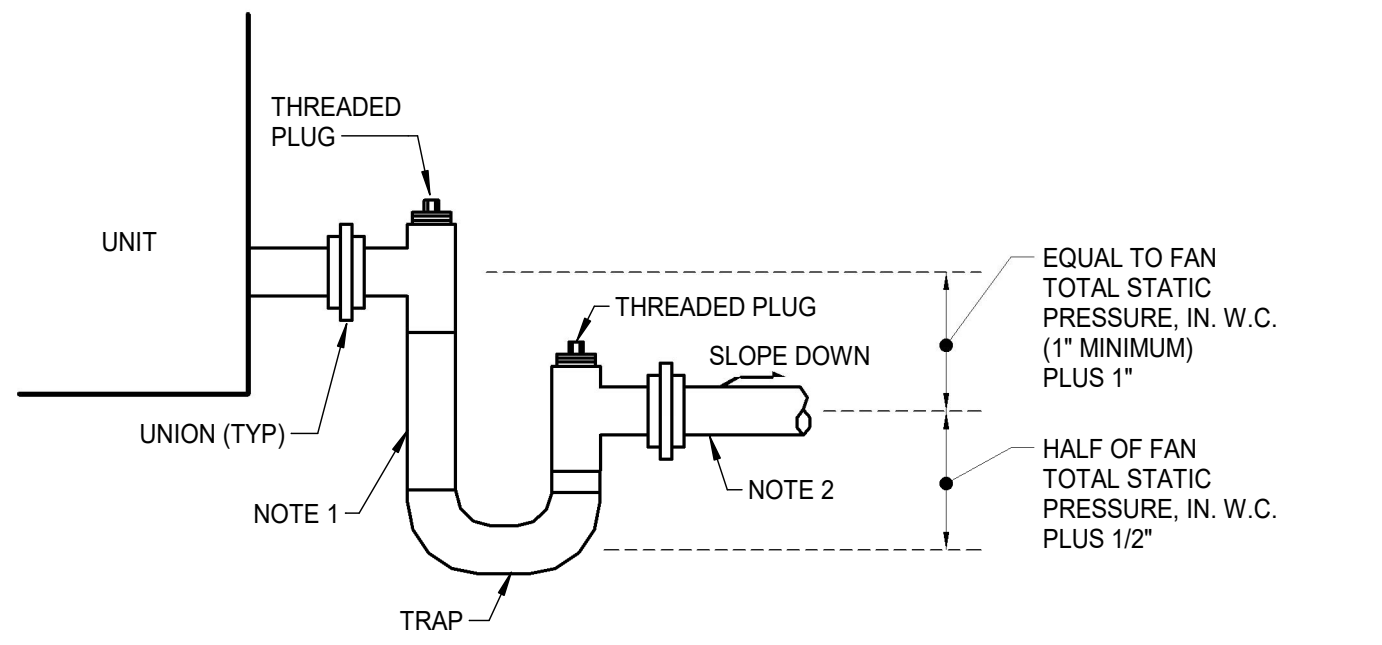 THREADED
PLUG
UNIT
EQUAL TO FAN
TOTAL STATIC
PRESSURE, IN. W.C.
(1" MINIMUM)
PLUS 1"
THREADED PLUG
SLOPE DOWN
UNION (TYP)
HALF OF FAN
TOTAL STATIC
PRESSURE, IN. W.C.
PLUS 1/2"
NOTE 2
NOTE 1
TRAP